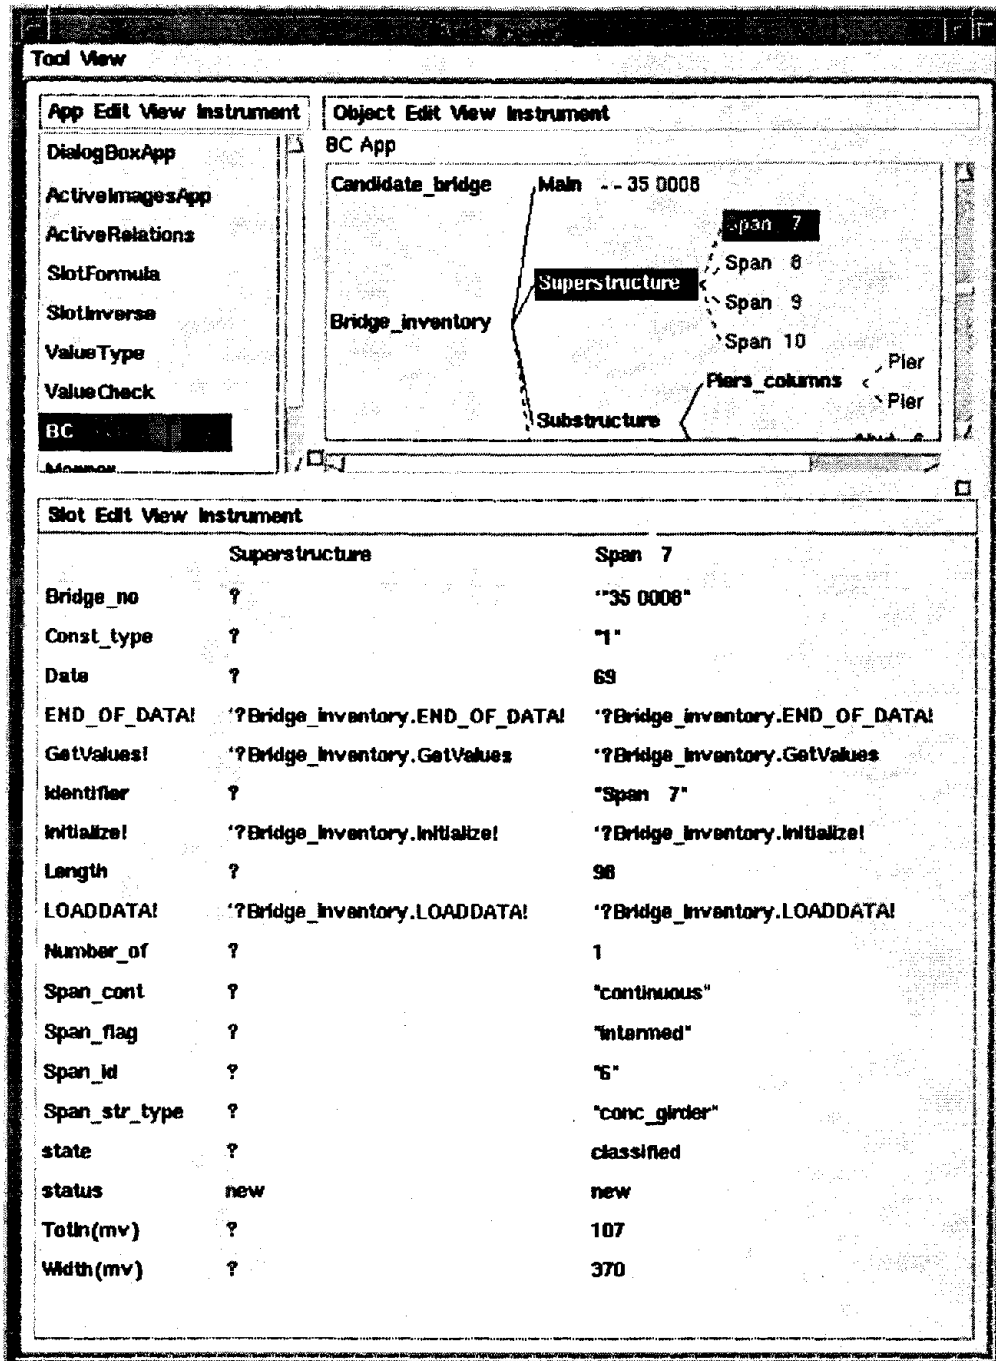 Tool View
App Edit View Instrument
DialogBoxApp
ActiveImagesApp
ActiveRelations
SlotFormula
SlotInverse
ValueType
ValueCheck
BC
Object Edit View Instrument
BC App
Candidate_bridge
Main -- 35 0008
Span 7
Span 8
Superstructure
Span 9
Bridge_inventory
Span 10
Piers_columns
Pier
Pier
Substructure
Slot Edit View Instrument
Superstructure Span 7
Bridge_no ? "35 0008"
Const_type ? "1"
Date ? 69
END_OF_DATA! '?Bridge_inventory.END_OF_DATA! '?Bridge_inventory.END_OF_DATA!
GetValues! '?Bridge_inventory.GetValues '?Bridge_inventory.GetValues
Identifier ? "Span 7"
Initialize! '?Bridge_inventory.Initialize! '?Bridge_inventory.Initialize!
Length ? 98
LOADDATA! '?Bridge_inventory.LOADDATA! '?Bridge_inventory.LOADDATA!
Number_of ? 1
Span_cont ? "continuous"
Span_flag ? "intermed"
Span_id ? "6"
Span_str_type ? "conc_girder"
state ? classified
status new new
Totln(mv) ? 107
Width(mv) ? 370